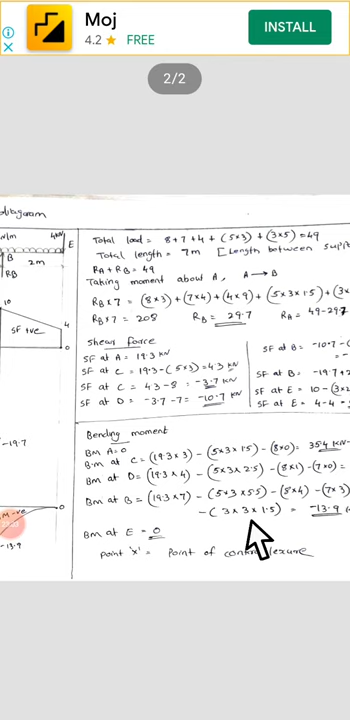 Moj
4.2 ★ FREE
INSTALL
2/2
diagram
N/m 4KN E
B 2m
RB
10
SF +ve 4
0
-19.7
M -ve 0
-13.9
Total load = 8+7+4+(5×3)+(3×5)=49
Total length = 7m [Length between
RA+RB = 49
Taking moment about A, A→B
RB×7 = (8×3)+(7×4)+(4×9)+(5×3×1.5)+(3×
RB×7 = 208 RB = 29.7 RA = 49-29.7
Shear force
SF at A = 19.3 KN
SF at C = 19.3-(5×3)=4.3 KN
SF at C = 4.3-8 = -3.7 KN
SF at D = -3.7-7 = -10.7 KN
SF at B = -10.7-(
= -
SF at B = -19.7+2
SF at E = 10-(3×2
SF at E = 4-4 =
Bending moment
BM A=0
B.M at C = (19.3×3)-(5×3×1.5)-(8×0)= 35.4 KN-
BM at D = (19.3×4)-(5×3×2.5)-(8×1)-(7×0)=
BM at B = (19.3×7)-(5×3×5.5)-(8×4)-(7×3)
-(3×3×1.5) = -13.9
BM at E = 0
Point 'x' = Point of